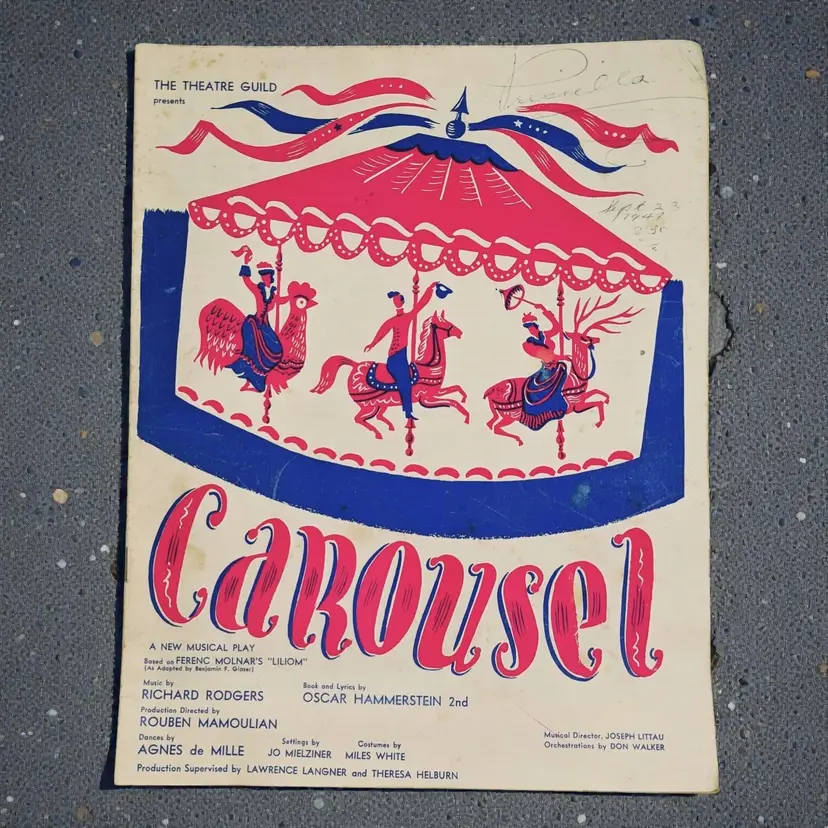 THE THEATRE GUILD
presents
Priscilla
Sept 23
Carousel
A NEW MUSICAL PLAY
Based on FERENC MOLNAR'S "LILIOM"
(As Adapted by Benjamin F. Glazer)
Music by
RICHARD RODGERS
Book and Lyrics by
OSCAR HAMMERSTEIN 2nd
Production Directed by
ROUBEN MAMOULIAN
Dances by
AGNES de MILLE
Settings by
JO MIELZINER
Costumes by
MILES WHITE
Musical Director, JOSEPH LITTAU
Orchestrations by DON WALKER
Production Supervised by LAWRENCE LANGNER and THERESA HELBURN